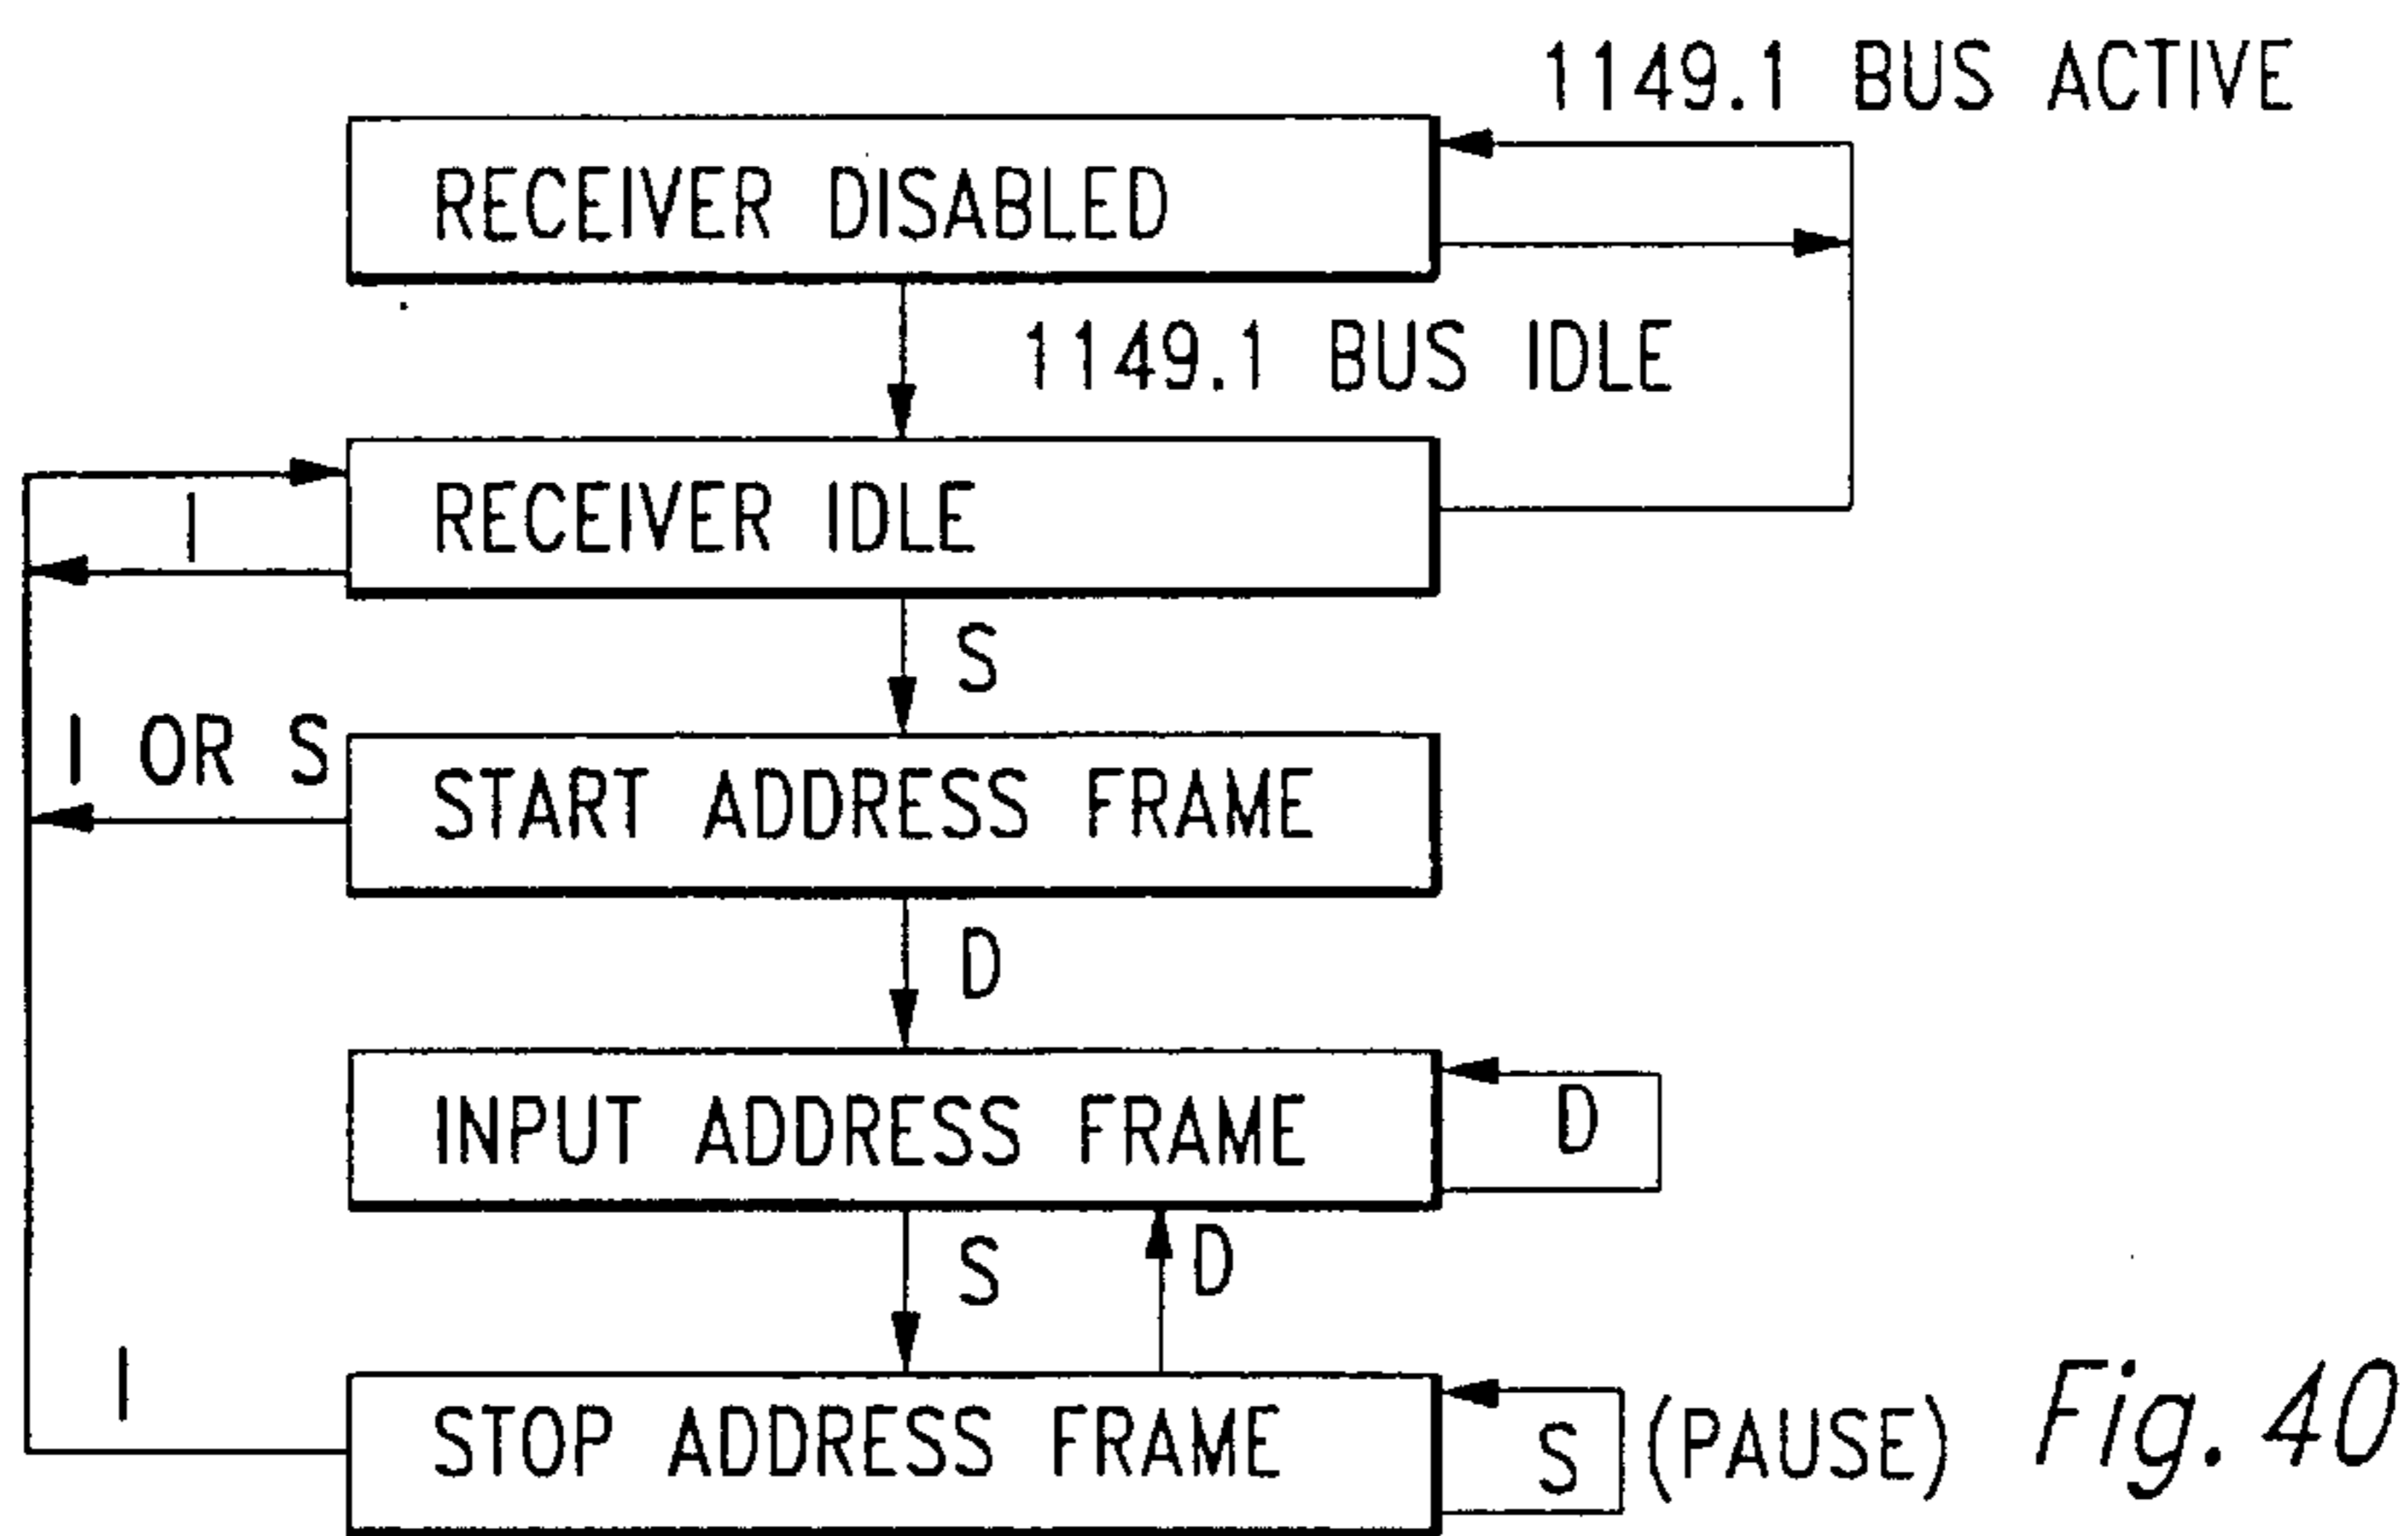 1149.1 BUS ACTIVE
RECEIVER DISABLED
1149.1 BUS IDLE
I
RECEIVER IDLE
S
I OR S
START ADDRESS FRAME
D
INPUT ADDRESS FRAME
D
S
D
I
STOP ADDRESS FRAME
S
(PAUSE)
Fig. 40